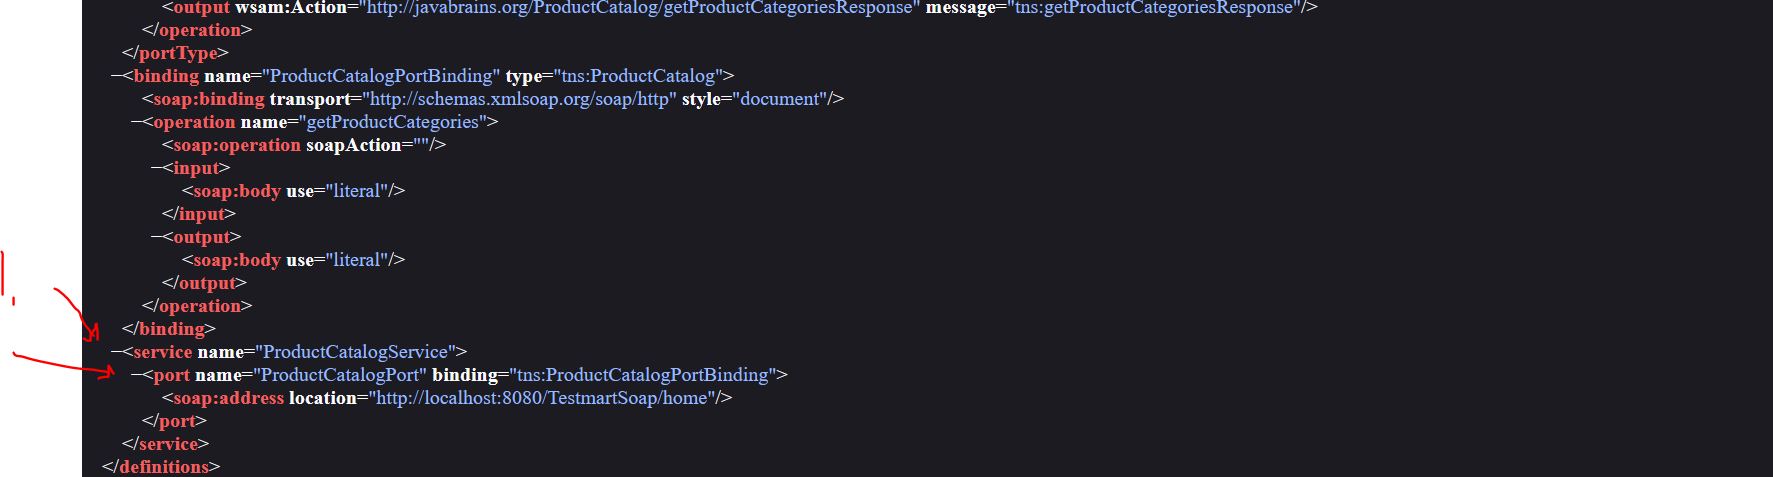 <output wsam:Action="http://javabrains.org/ProductCatalog/getProductCategoriesResponse" message="tns:getProductCategoriesResponse"/>
</operation>
</portType>
−<binding name="ProductCatalogPortBinding" type="tns:ProductCatalog">
<soap:binding transport="http://schemas.xmlsoap.org/soap/http" style="document"/>
−<operation name="getProductCategories">
<soap:operation soapAction=""/>
−<input>
<soap:body use="literal"/>
</input>
−<output>
<soap:body use="literal"/>
</output>
</operation>
</binding>
−<service name="ProductCatalogService">
−<port name="ProductCatalogPort" binding="tns:ProductCatalogPortBinding">
<soap:address location="http://localhost:8080/TestmartSoap/home"/>
</port>
</service>
</definitions>